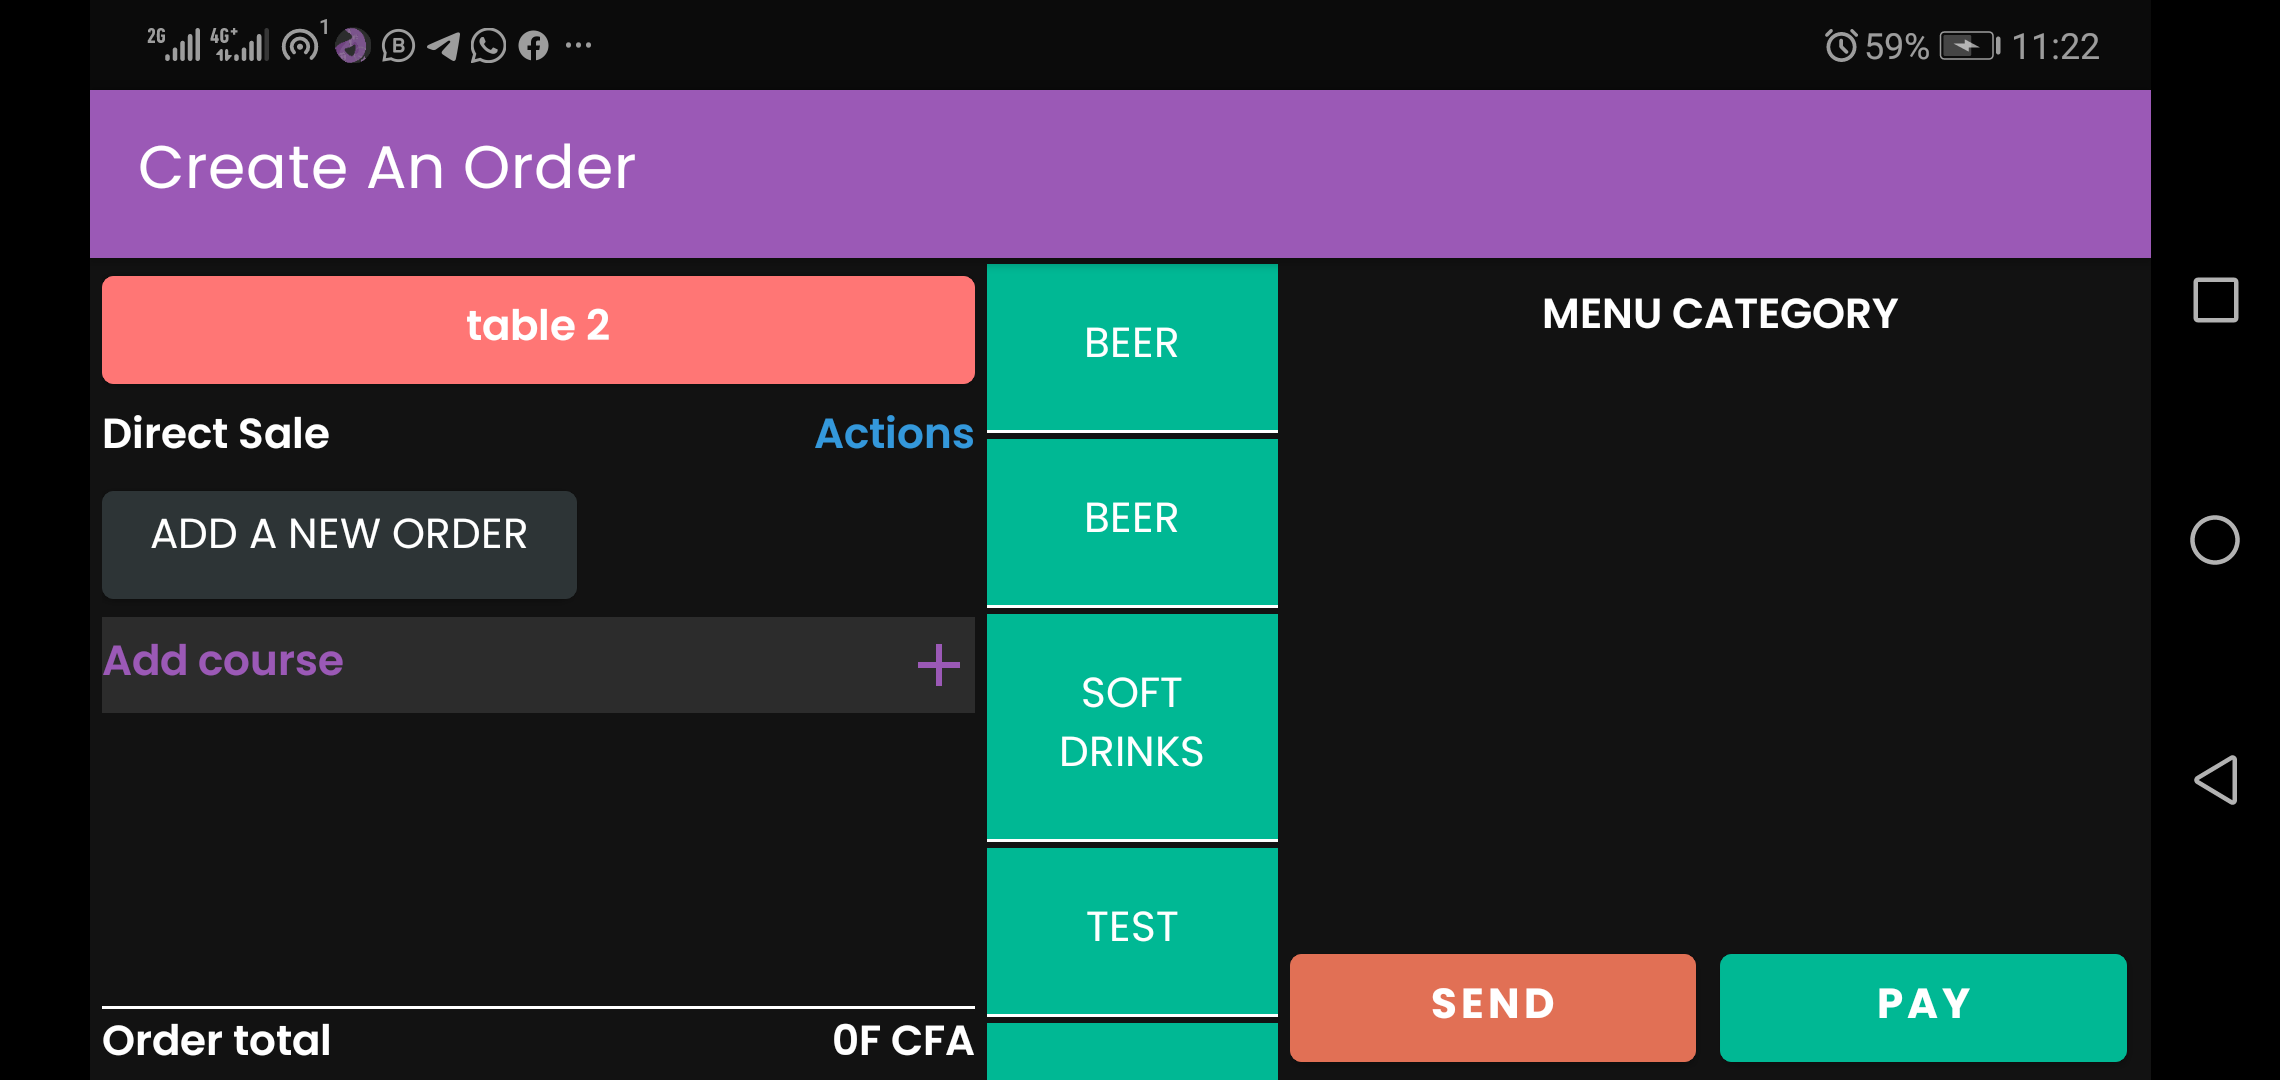 2G 4G+ 1 B 59% 11:22
Create An Order
table 2
Direct Sale
Actions
ADD A NEW ORDER
Add course
Order total
0F CFA
BEER
BEER
SOFT
DRINKS
TEST
MENU CATEGORY
SEND
PAY